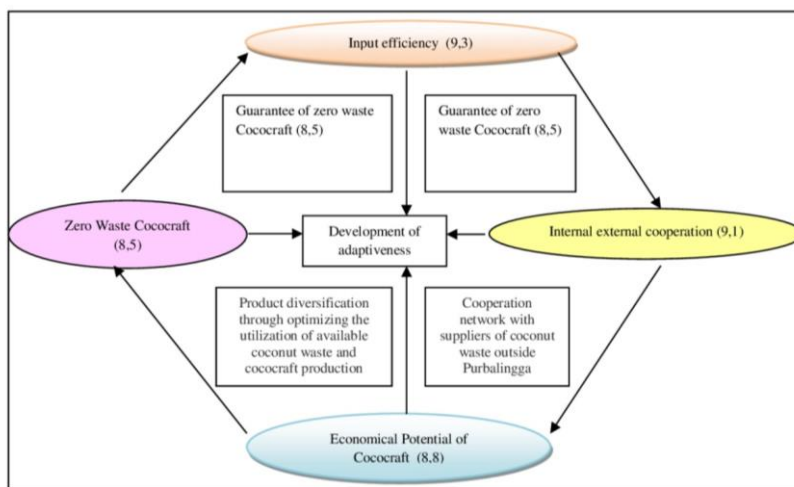 Input efficiency (9,3)
Guarantee of zero waste
Cococraft (8,5)
Guarantee of zero
waste Cococraft (8,5)
Zero Waste Cococraft
(8,5)
Development of
adaptiveness
Internal external cooperation (9,1)
Product diversification
through optimizing the
utilization of available
coconut waste and
cococraft production
Cooperation
network with
suppliers of coconut
waste outside
Purbalingga
Economical Potential of
Cococraft (8,8)